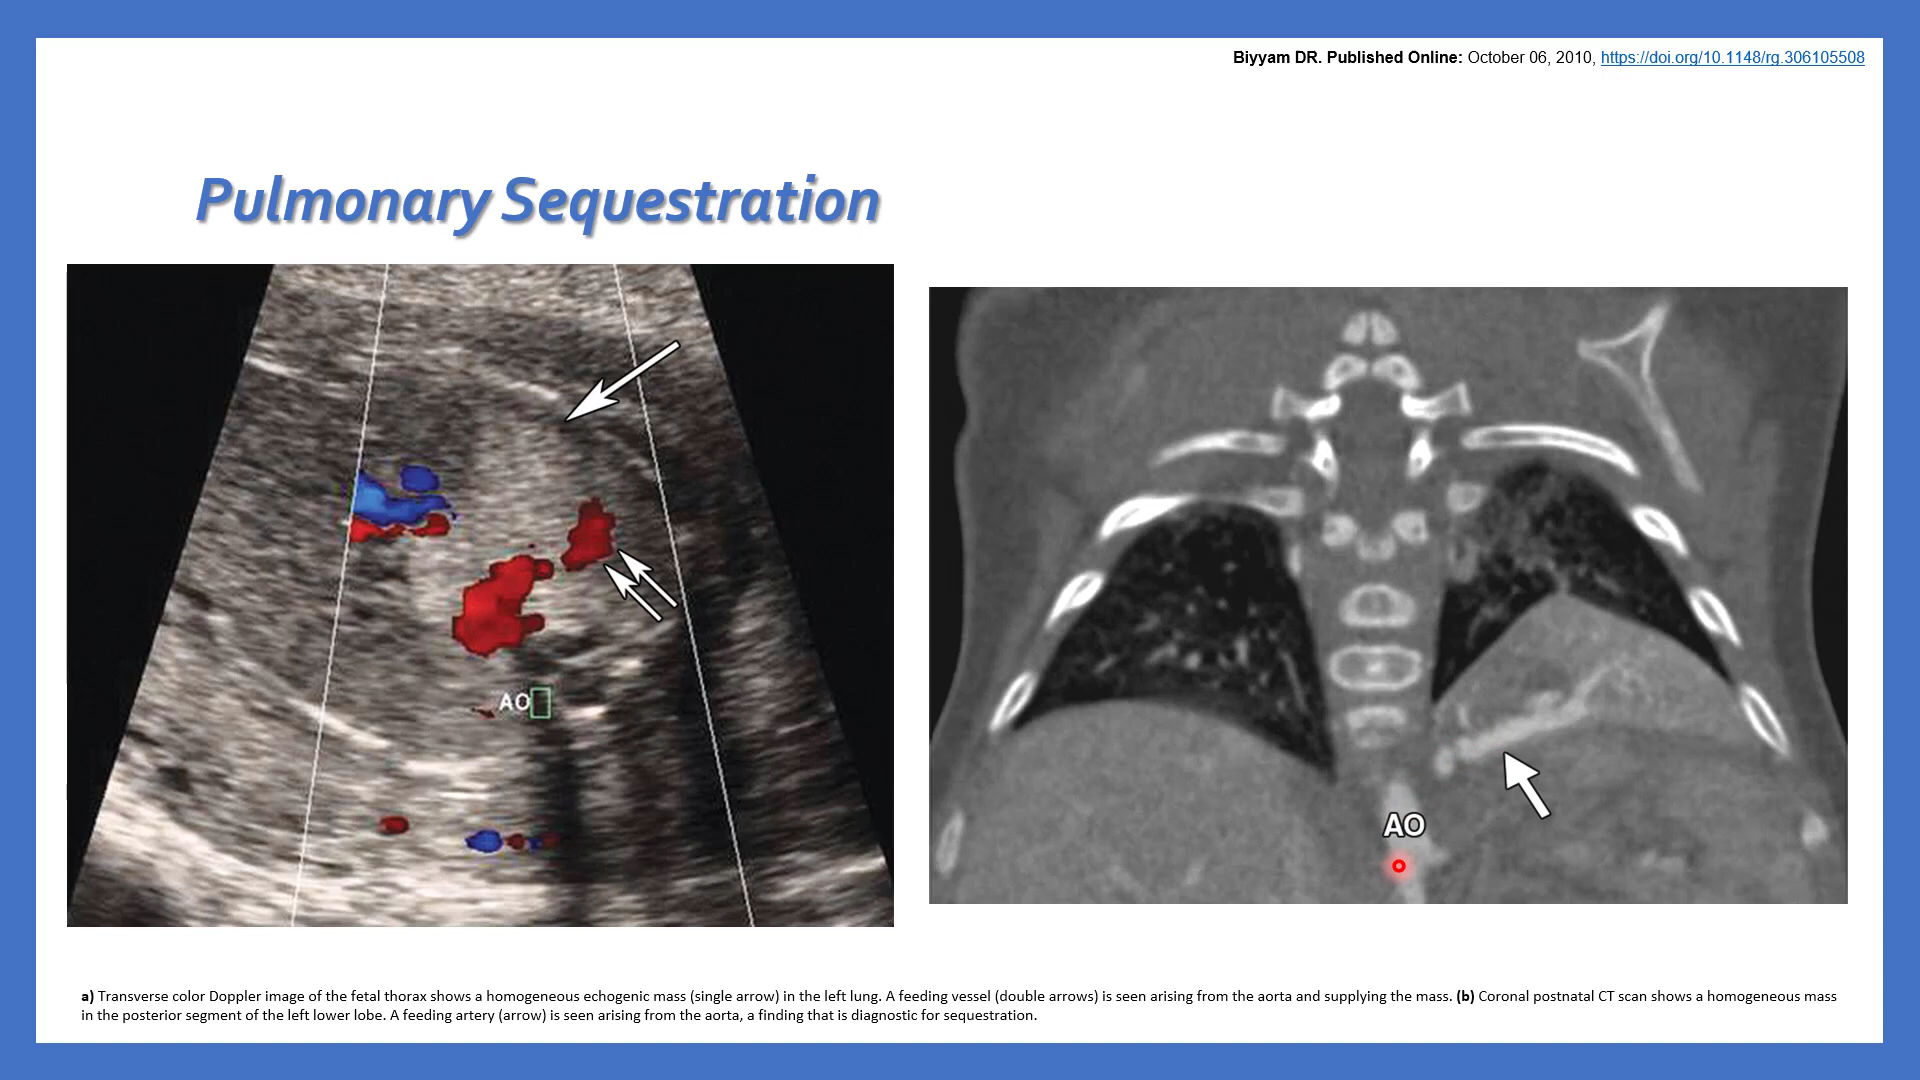 Biyyam DR. Published Online: October 06, 2010, https://doi.org/10.1148/rg.306105508
Pulmonary Sequestration
AO
AO
a) Transverse color Doppler image of the fetal thorax shows a homogeneous echogenic mass (single arrow) in the left lung. A feeding vessel (double arrows) is seen arising from the aorta and supplying the mass. (b) Coronal postnatal CT scan shows a homogeneous mass
in the posterior segment of the left lower lobe. A feeding artery (arrow) is seen arising from the aorta, a finding that is diagnostic for sequestration.